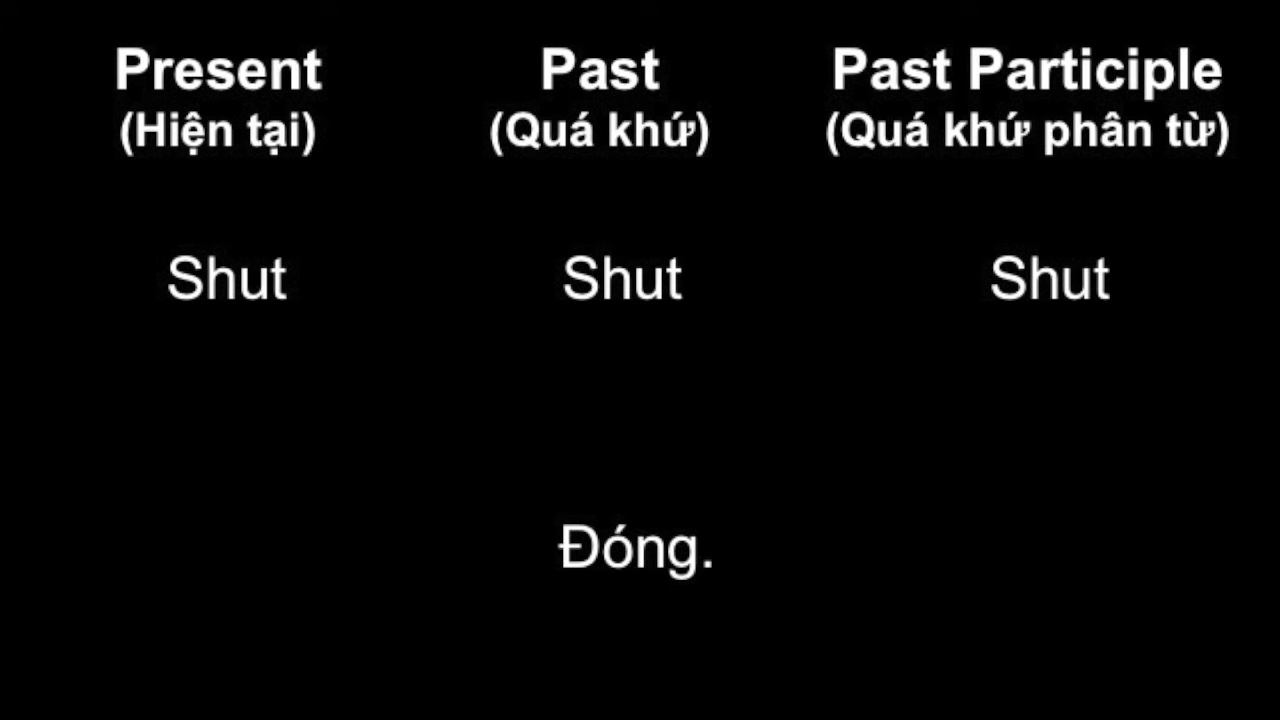 Present Past Past Participle
(Hiện tại) (Quá khứ) (Quá khứ phân từ)
Shut Shut Shut
Đóng.